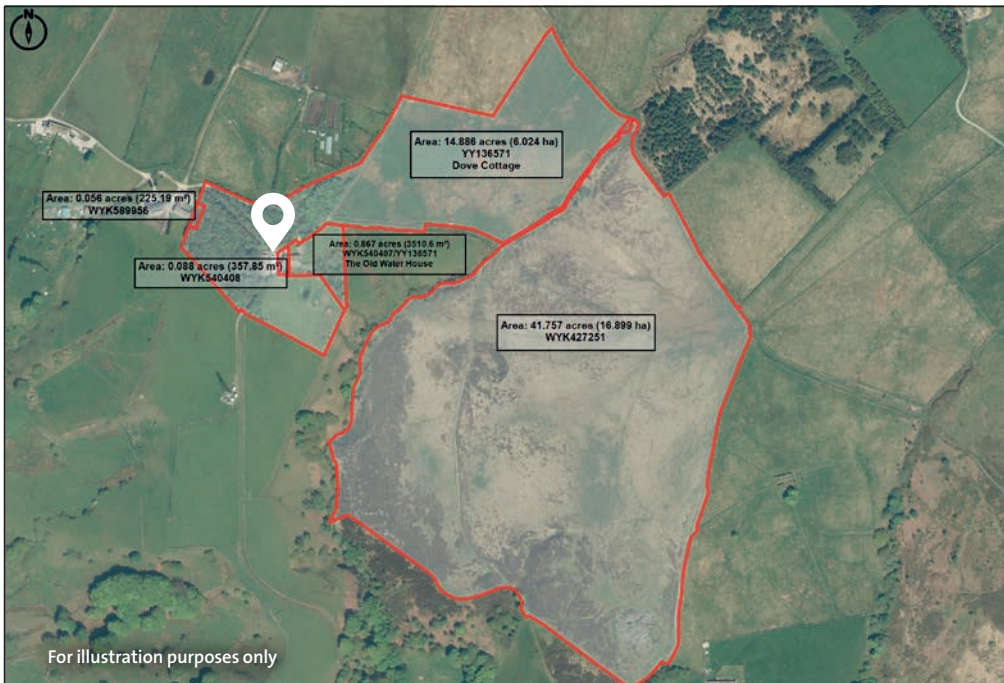 N
Area: 14.886 acres (6.024 ha)
YY136571
Dove Cottage
Area: 0.056 acres (225.19 m²)
WYK589956
Area: 0.867 acres (3510.6 m²)
WYK540407/YY136571
The Old Water House
Area: 0.088 acres (357.85 m²)
WYK540408
Area: 41.757 acres (16.899 ha)
WYK427251
For illustration purposes only